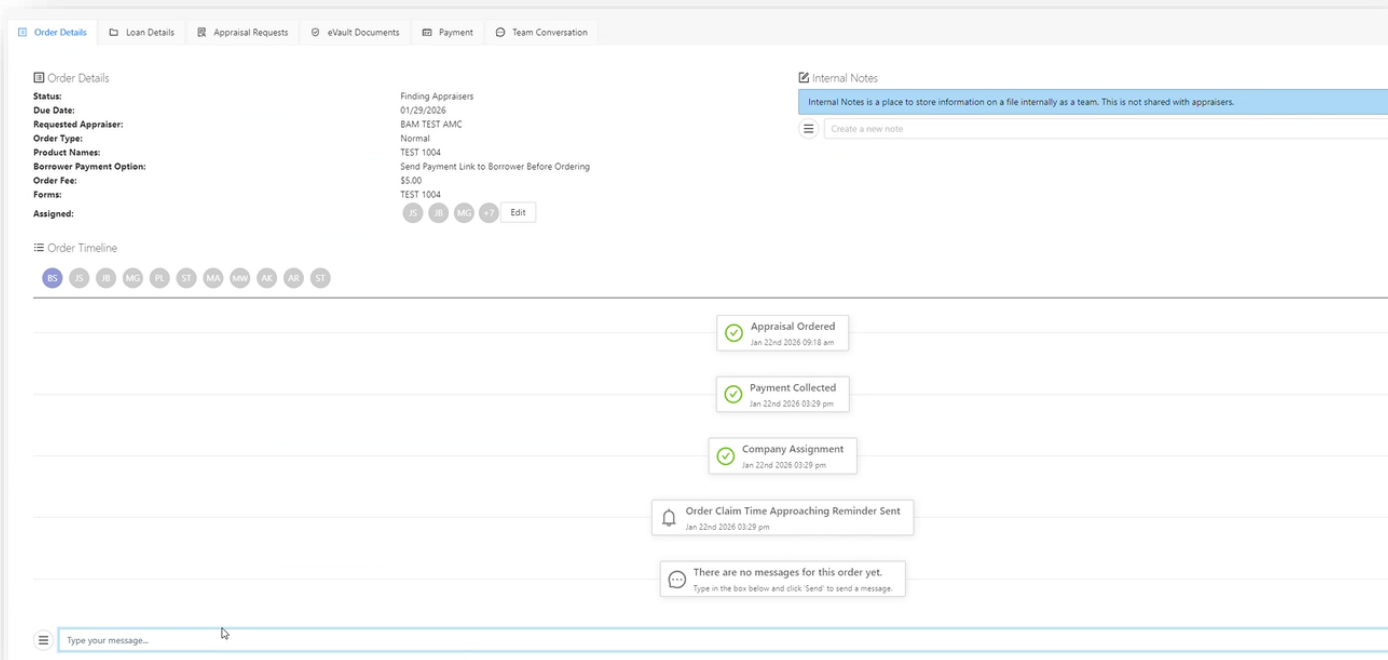 Order Details Loan Details Appraisal Requests eVault Documents Payment Team Conversation
Order Details
Status: Finding Appraisers
Due Date: 01/29/2026
Requested Appraiser: BAM TEST AMC
Order Type: Normal
Product Names: TEST 1004
Borrower Payment Option: Send Payment Link to Borrower Before Ordering
Order Fee: $5.00
Forms: TEST 1004
Assigned: JS JB MG +7 Edit
Internal Notes
Internal Notes is a place to store information on a file internally as a team. This is not shared with appraisers.
Create a new note
Order Timeline
BS JS JB MG PL ST MA MW AK AR ST
Appraisal Ordered
Jan 22nd 2026 09:18 am
Payment Collected
Jan 22nd 2026 03:29 pm
Company Assignment
Jan 22nd 2026 03:29 pm
Order Claim Time Approaching Reminder Sent
Jan 22nd 2026 03:29 pm
There are no messages for this order yet.
Type in the box below and click 'Send' to send a message.
Type your message...